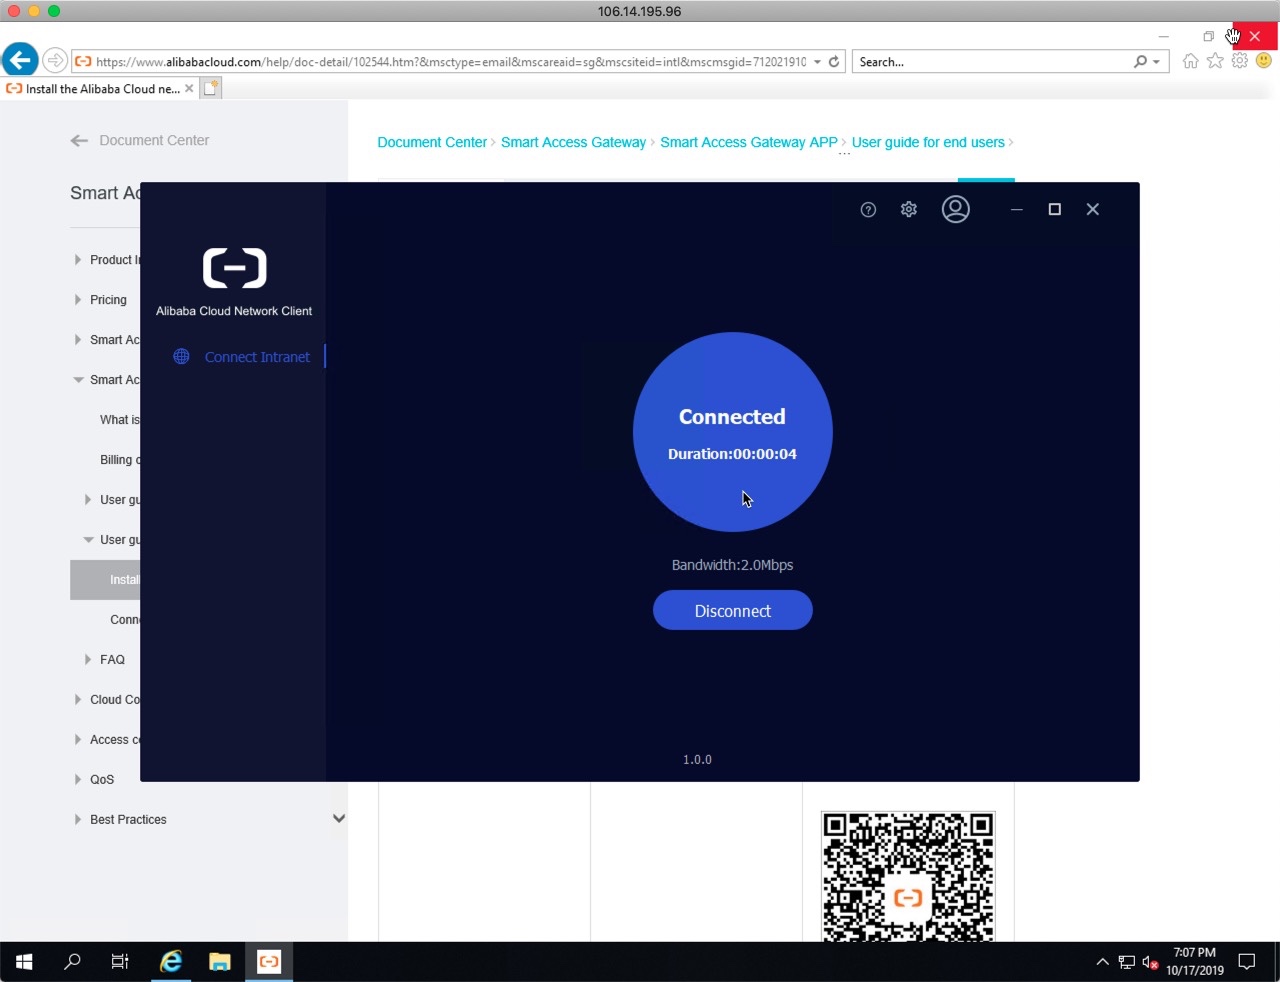 106.14.195.96
https://www.alibabacloud.com/help/doc-detail/102544.htm?&msctype=email&mscareaid=sg&mscsiteid=intl&mscmsgid=712021910
Search...
Install the Alibaba Cloud ne...
Document Center
Document Center
Smart Access Gateway
Smart Access Gateway APP
User guide for end users
...
Smart Ac
Product I
Pricing
Smart Ac
Smart Ac
What is
Billing
User gu
User gu
Install
Conn
FAQ
Cloud Co
Access c
QoS
Best Practices
Alibaba Cloud Network Client
Connect Intranet
Connected
Duration:00:00:04
Bandwidth:2.0Mbps
Disconnect
1.0.0
7:07 PM
10/17/2019